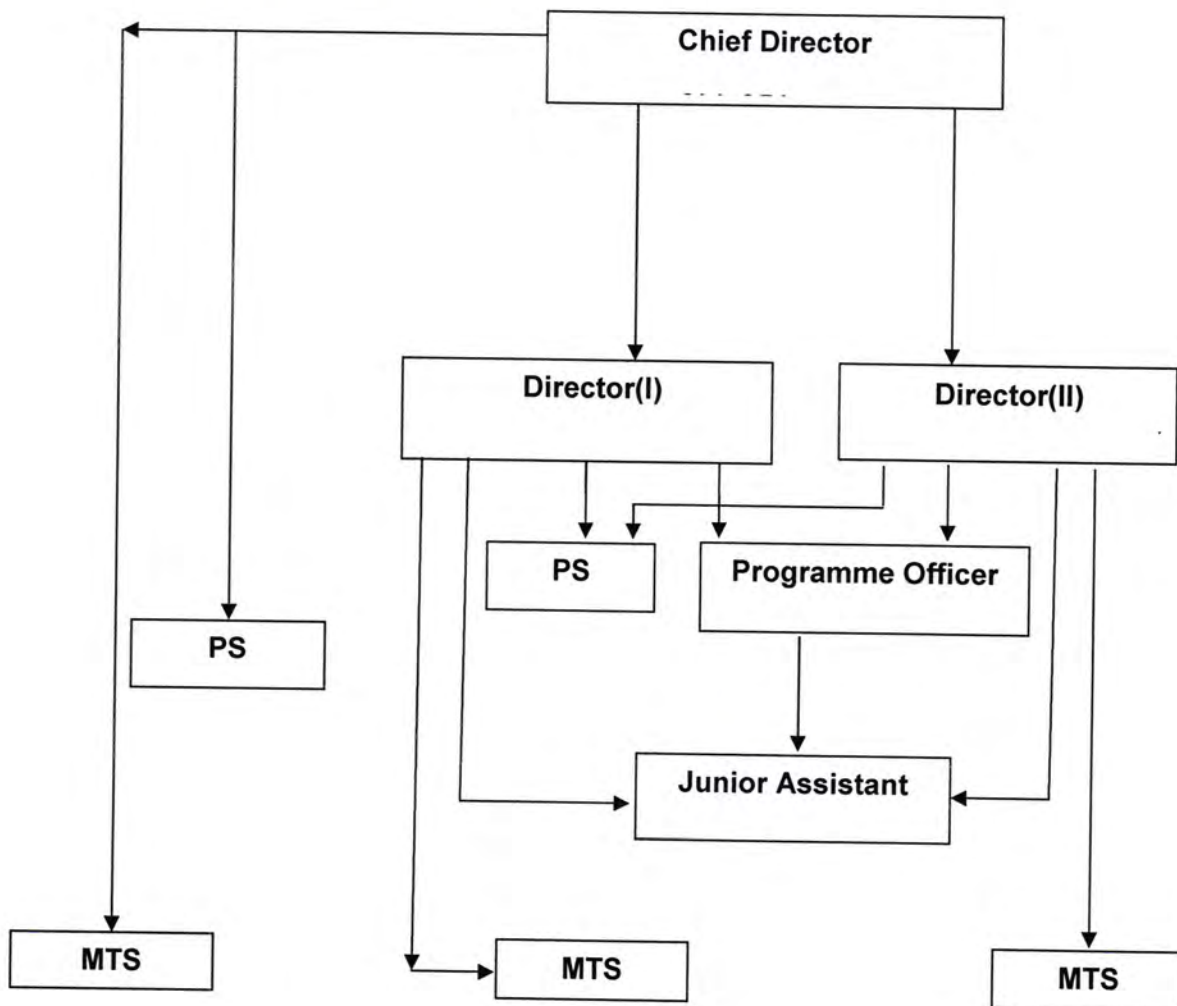 Chief Director
Director(I)
Director(II)
PS
Programme Officer
PS
Junior Assistant
MTS
MTS
MTS